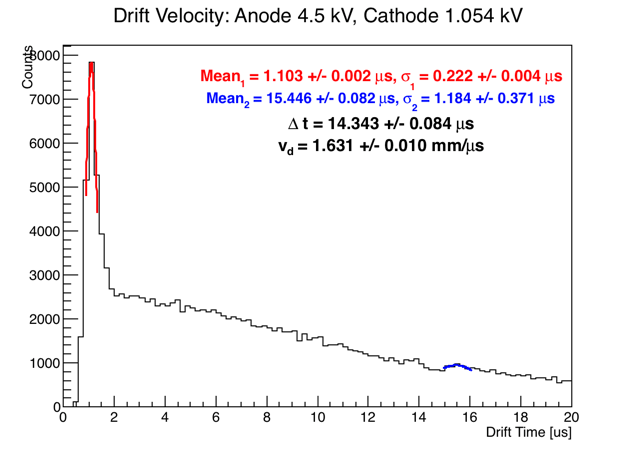 Drift Velocity: Anode 4.5 kV, Cathode 1.054 kV
Counts
Mean1 = 1.103 +/- 0.002 μs, σ1 = 0.222 +/- 0.004 μs
Mean2 = 15.446 +/- 0.082 μs, σ2 = 1.184 +/- 0.371 μs
Δ t = 14.343 +/- 0.084 μs
vd = 1.631 +/- 0.010 mm/μs
8000
7000
6000
5000
4000
3000
2000
1000
0
0 2 4 6 8 10 12 14 16 18 20
Drift Time [us]